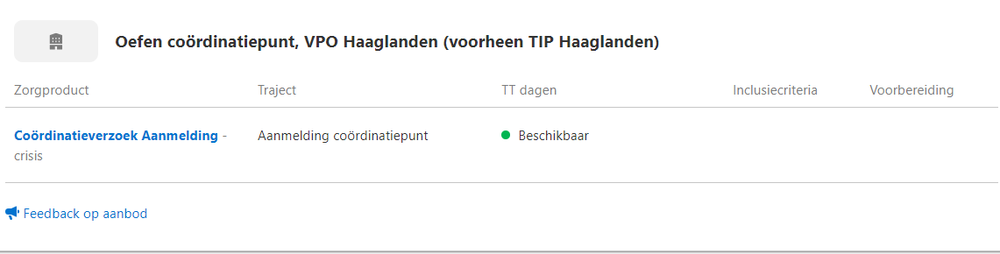 Oefen coördinatiepunt, VPO Haaglanden (voorheen TIP Haaglanden)
Zorgproduct Traject TT dagen Inclusiecriteria Voorbereiding
Coördinatieverzoek Aanmelding - Aanmelding coördinatiepunt Beschikbaar
crisis
Feedback op aanbod